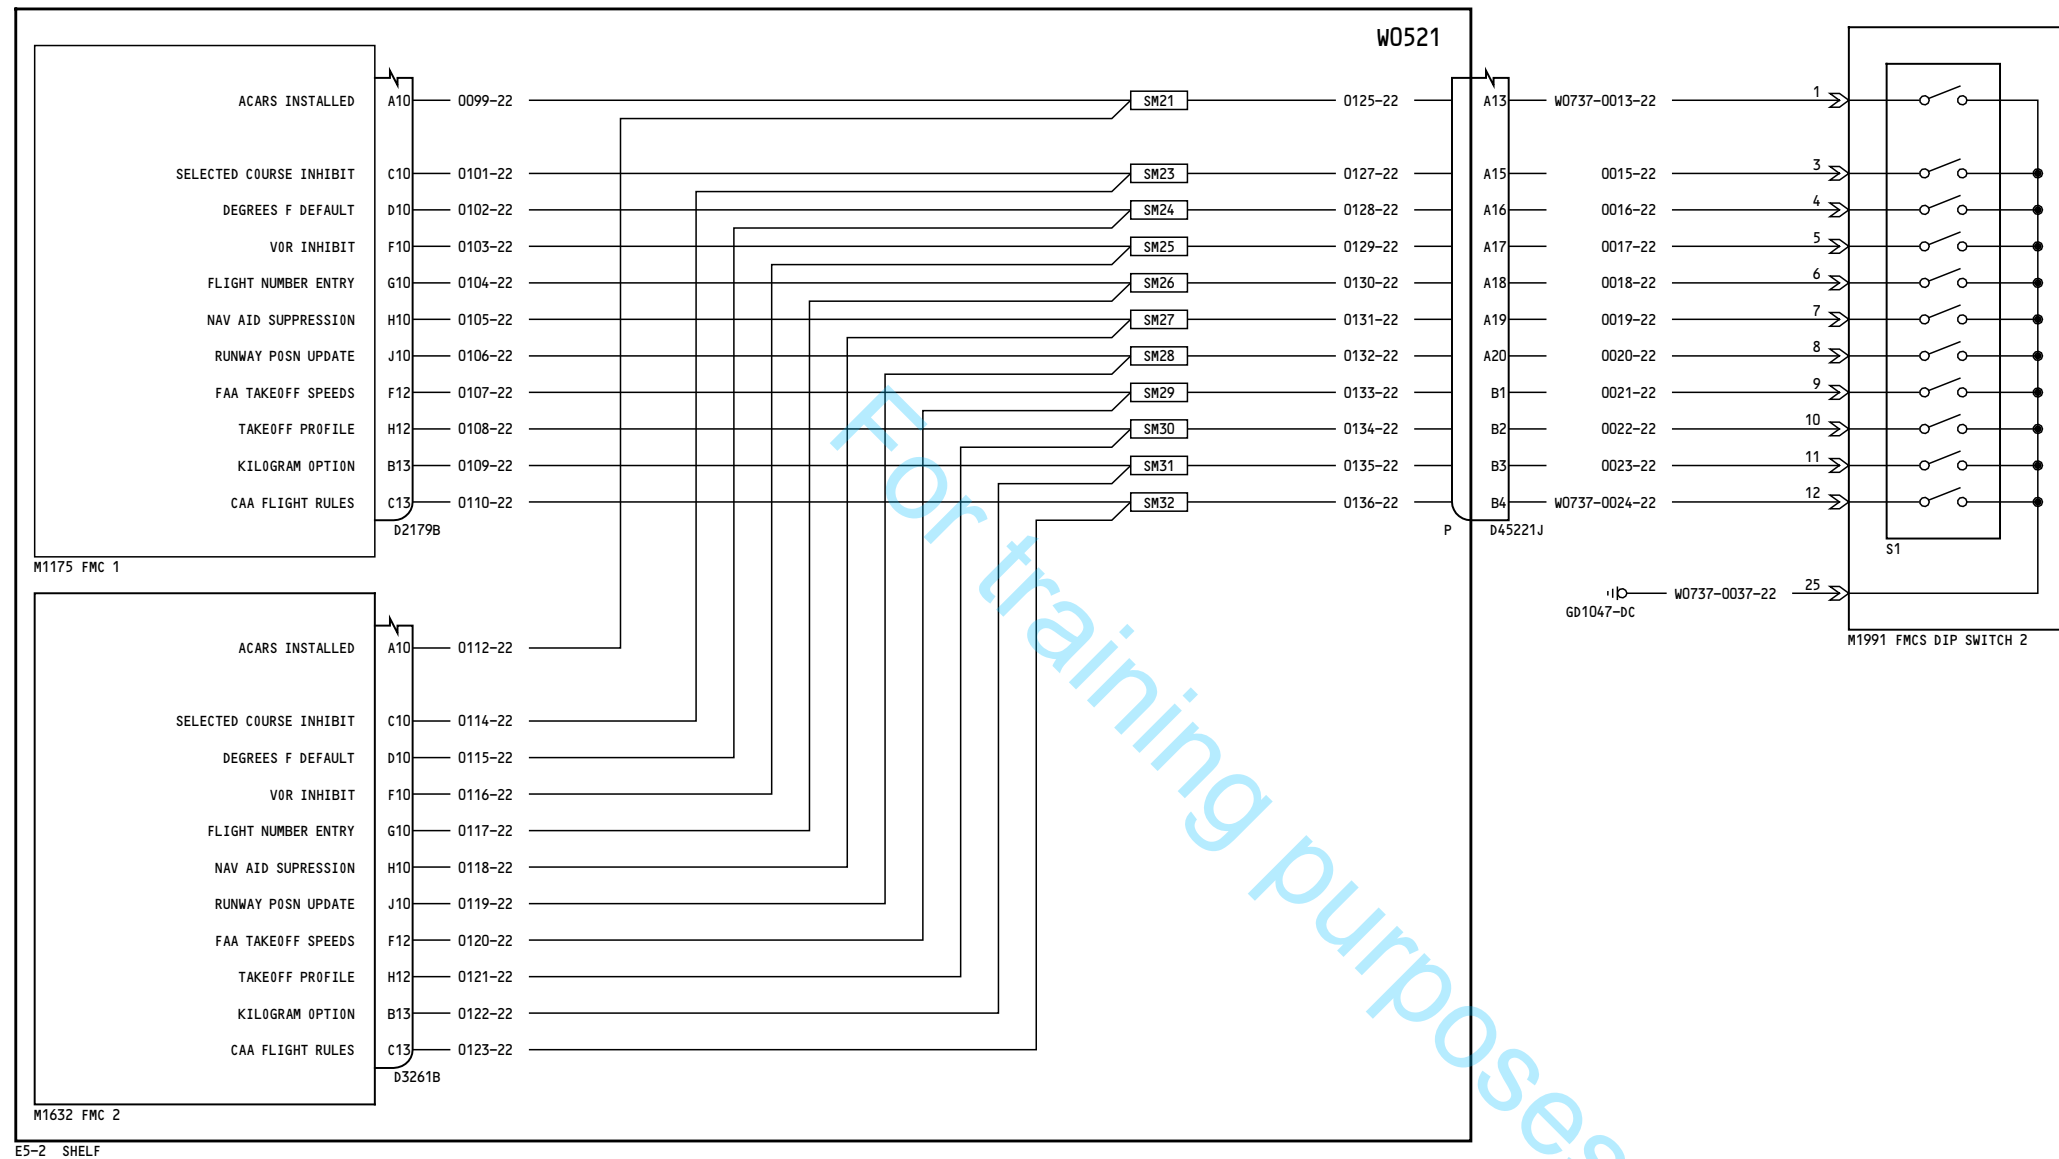 W0521
ACARS INSTALLED A10 0099-22 SM21 0125-22 A13 W0737-0013-22 1
SELECTED COURSE INHIBIT C10 0101-22 SM23 0127-22 A15 0015-22 3
DEGREES F DEFAULT D10 0102-22 SM24 0128-22 A16 0016-22 4
VOR INHIBIT F10 0103-22 SM25 0129-22 A17 0017-22 5
FLIGHT NUMBER ENTRY G10 0104-22 SM26 0130-22 A18 0018-22 6
NAV AID SUPPRESSION H10 0105-22 SM27 0131-22 A19 0019-22 7
RUNWAY POSN UPDATE J10 0106-22 SM28 0132-22 A20 0020-22 8
FAA TAKEOFF SPEEDS F12 0107-22 SM29 0133-22 B1 0021-22 9
TAKEOFF PROFILE H12 0108-22 SM30 0134-22 B2 0022-22 10
KILOGRAM OPTION B13 0109-22 SM31 0135-22 B3 0023-22 11
CAA FLIGHT RULES C13 0110-22 SM32 0136-22 B4 W0737-0024-22 12
D2179B P D45221J
S1
M1175 FMC 1
GD1047-DC W0737-0037-22 25
M1991 FMCS DIP SWITCH 2
ACARS INSTALLED A10 0112-22
SELECTED COURSE INHIBIT C10 0114-22
DEGREES F DEFAULT D10 0115-22
VOR INHIBIT F10 0116-22
FLIGHT NUMBER ENTRY G10 0117-22
NAV AID SUPRESSION H10 0118-22
RUNWAY POSN UPDATE J10 0119-22
FAA TAKEOFF SPEEDS F12 0120-22
TAKEOFF PROFILE H12 0121-22
KILOGRAM OPTION B13 0122-22
CAA FLIGHT RULES C13 0123-22
D3261B
M1632 FMC 2
E5-2 SHELF
For training purposes